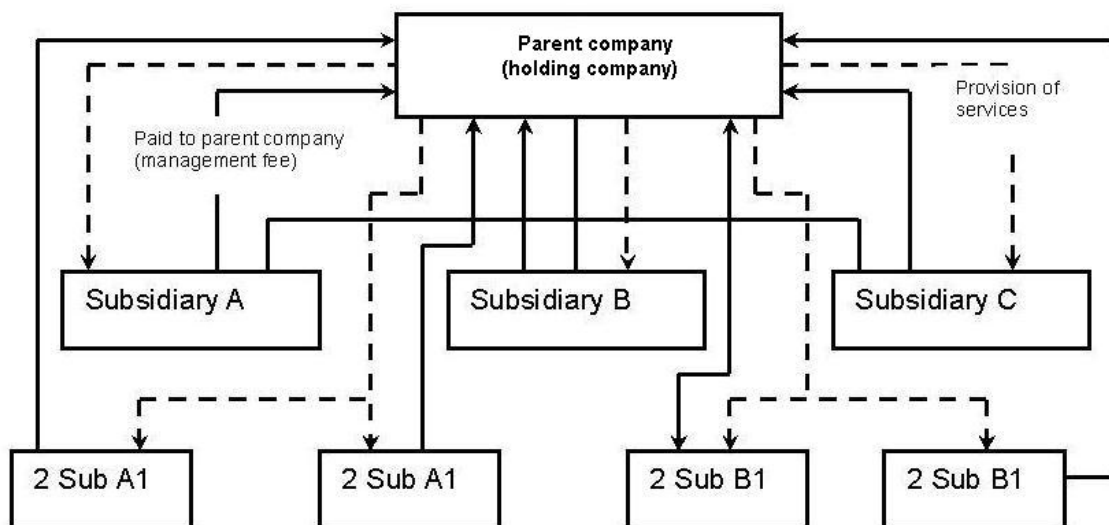 Parent company
(holding company)
Provision of
services
Paid to parent company
(management fee)
Subsidiary A
Subsidiary B
Subsidiary C
2 Sub A1
2 Sub A1
2 Sub B1
2 Sub B1